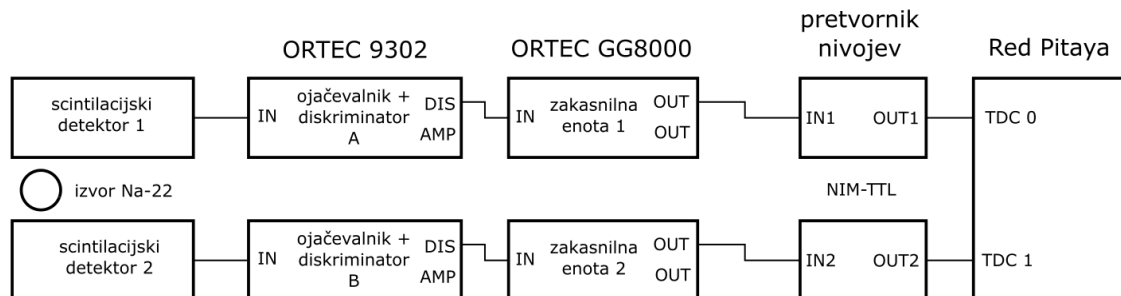 ORTEC 9302
ORTEC GG8000
pretvornik
nivojev
Red Pitaya
scintilacijski
detektor 1
IN
ojačevalnik +
diskriminator
A
DIS
AMP
IN
zakasnilna
enota 1
OUT
OUT
IN1
OUT1
TDC 0
izvor Na-22
NIM-TTL
scintilacijski
detektor 2
IN
ojačevalnik +
diskriminator
B
DIS
AMP
IN
zakasnilna
enota 2
OUT
OUT
IN2
OUT2
TDC 1